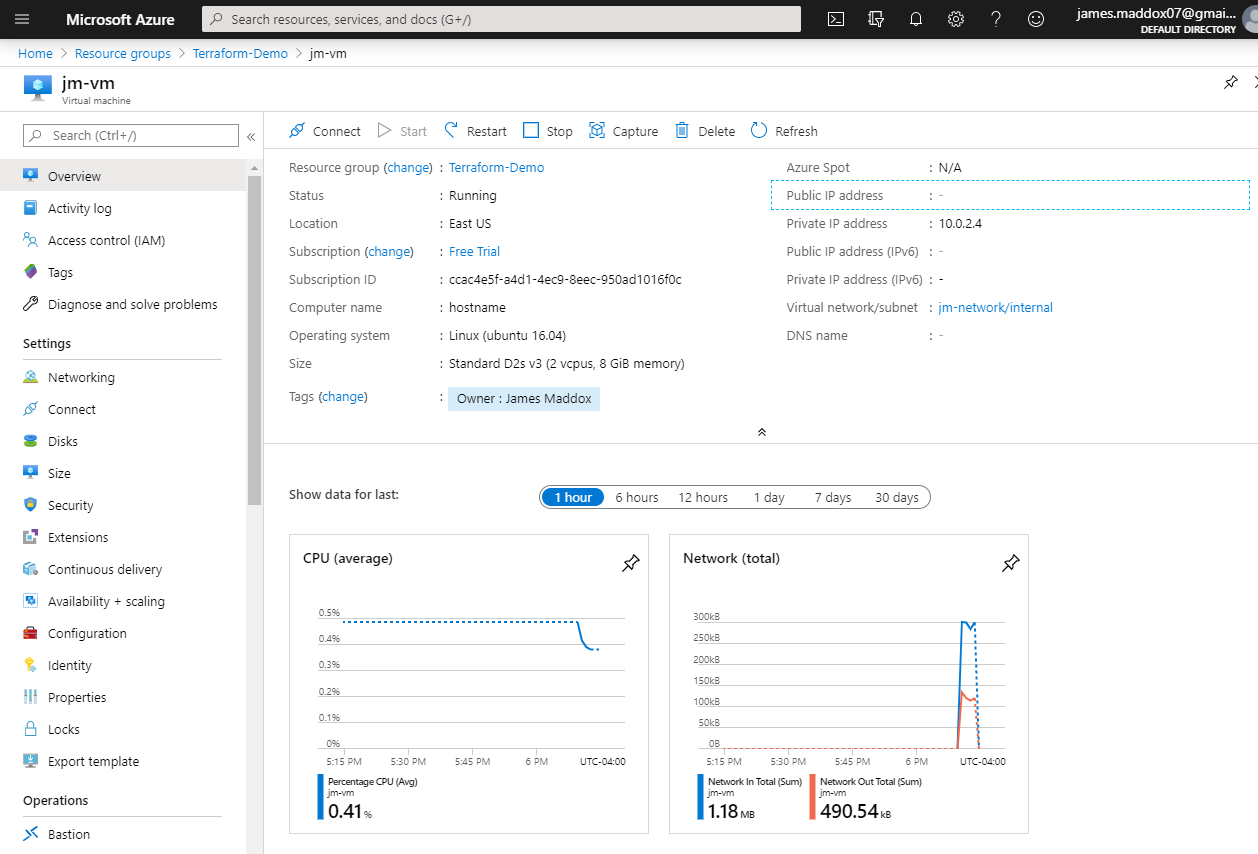 Microsoft Azure
Search resources, services, and docs (G+/)
james.maddox07@gmai...
DEFAULT DIRECTORY
Home > Resource groups > Terraform-Demo > jm-vm
jm-vm
Virtual machine
Search (Ctrl+/)
«
Overview
Activity log
Access control (IAM)
Tags
Diagnose and solve problems
Settings
Networking
Connect
Disks
Size
Security
Extensions
Continuous delivery
Availability + scaling
Configuration
Identity
Properties
Locks
Export template
Operations
Bastion
Connect Start Restart Stop Capture Delete Refresh
Resource group (change) : Terraform-Demo
Status : Running
Location : East US
Subscription (change) : Free Trial
Subscription ID : ccac4e5f-a4d1-4ec9-8eec-950ad1016f0c
Computer name : hostname
Operating system : Linux (ubuntu 16.04)
Size : Standard D2s v3 (2 vcpus, 8 GiB memory)
Tags (change) : Owner : James Maddox
Azure Spot : N/A
Public IP address : -
Private IP address : 10.0.2.4
Public IP address (IPv6) : -
Private IP address (IPv6) : -
Virtual network/subnet : jm-network/internal
DNS name : -
Show data for last:
1 hour 6 hours 12 hours 1 day 7 days 30 days
CPU (average)
0.5%
0.4%
0.3%
0.2%
0.1%
0%
5:15 PM 5:30 PM 5:45 PM 6 PM UTC-04:00
Percentage CPU (Avg)
jm-vm
0.41 %
Network (total)
300kB
250kB
200kB
150kB
100kB
50kB
0B
5:15 PM 5:30 PM 5:45 PM 6 PM UTC-04:00
Network In Total (Sum)
jm-vm
1.18 MB
Network Out Total (Sum)
jm-vm
490.54 kB